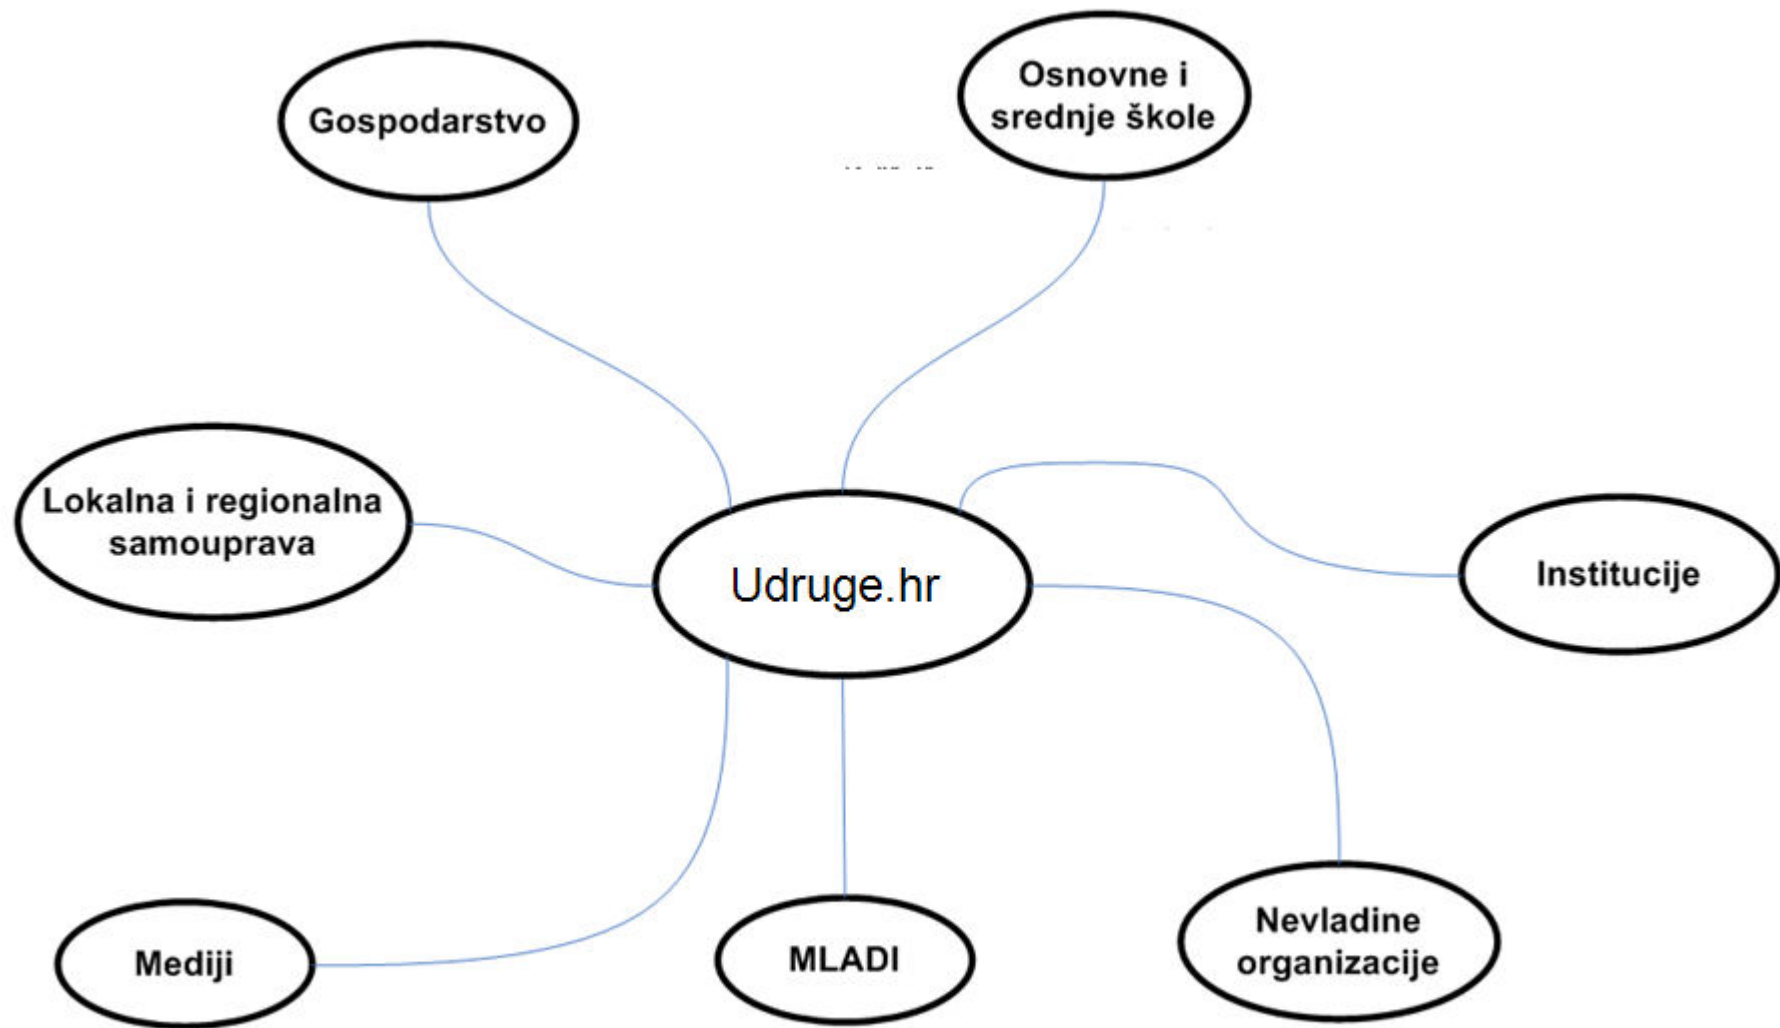 Gospodarstvo
Osnovne i
srednje škole
Lokalna i regionalna
samouprava
Udruge.hr
Institucije
Mediji
MLADI
Nevladine
organizacije